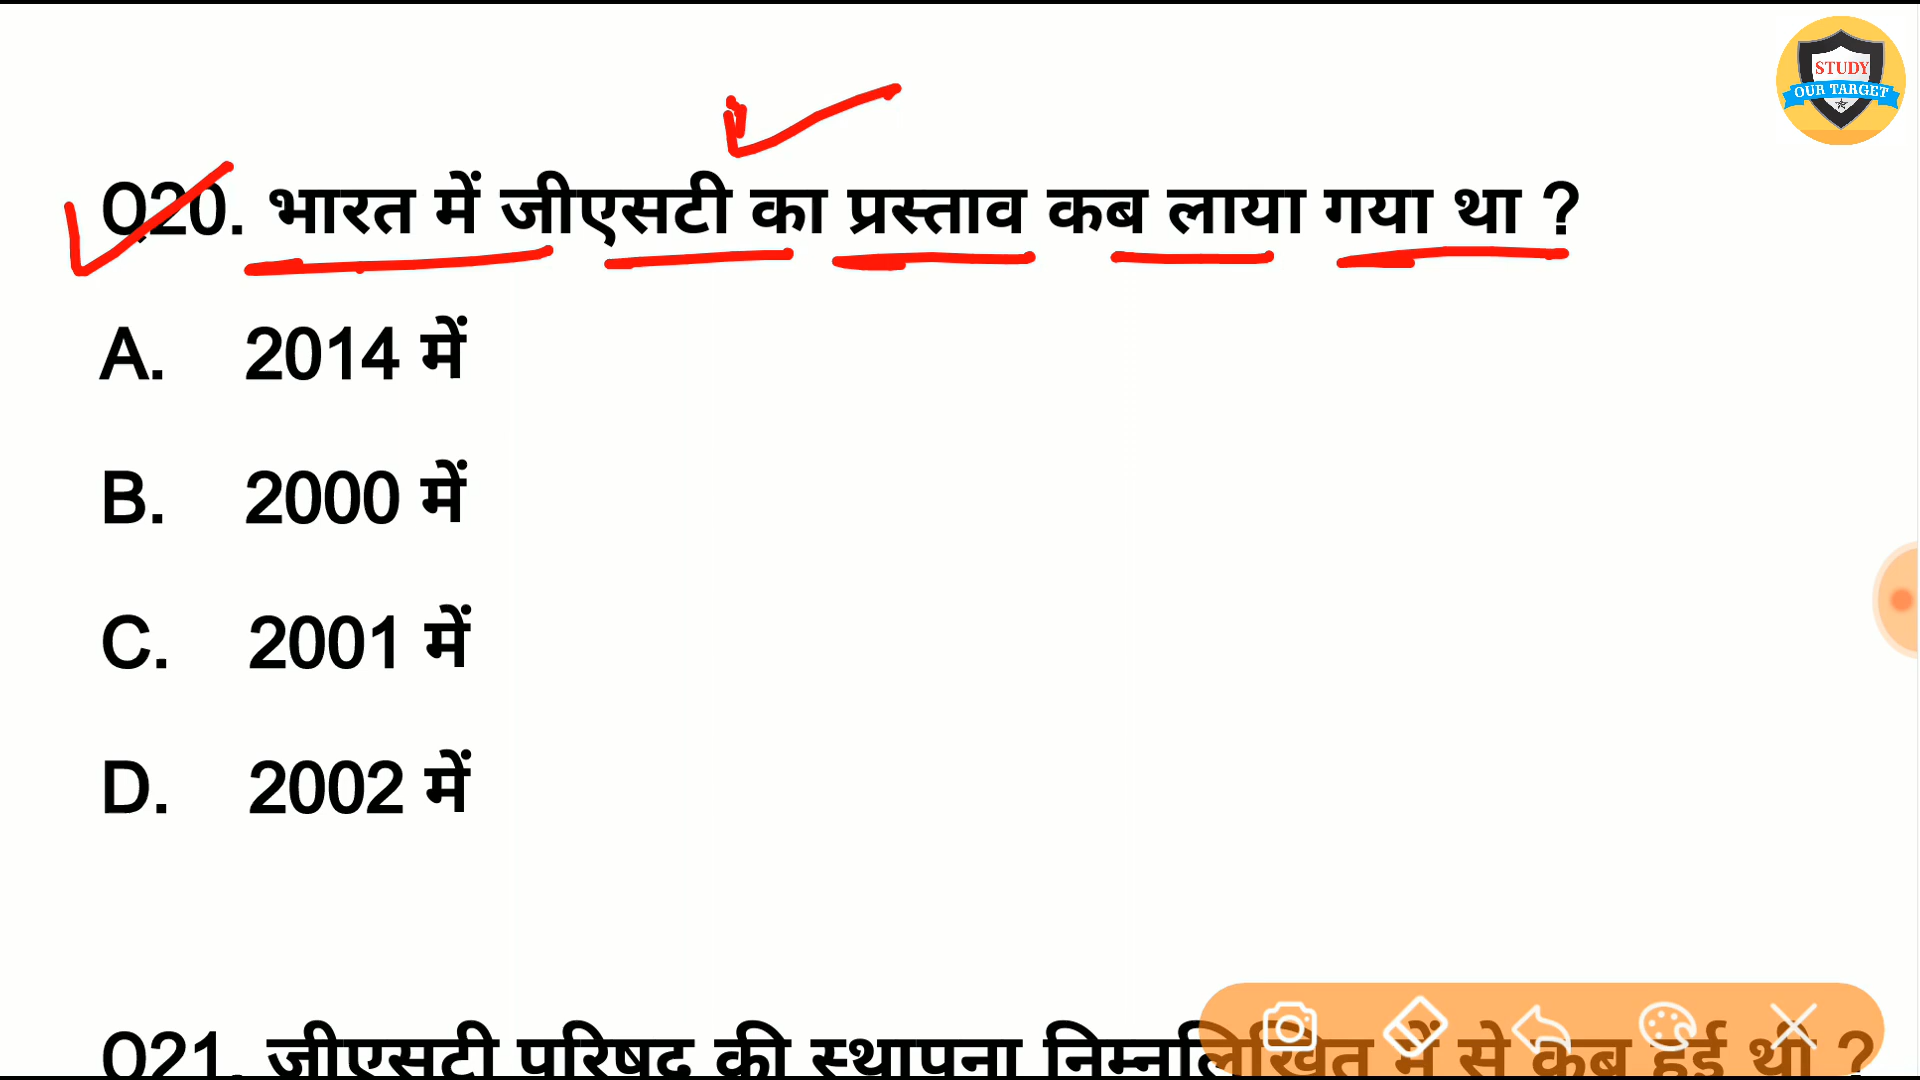 STUDY
OUR TARGET
Q20. भारत में जीएसटी का प्रस्ताव कब लाया गया था ?
A. 2014 में
B. 2000 में
C. 2001 में
D. 2002 में
Q21. जीएसटी परिषद की स्थापना निम्नलिखित में से कब हुई थी ?